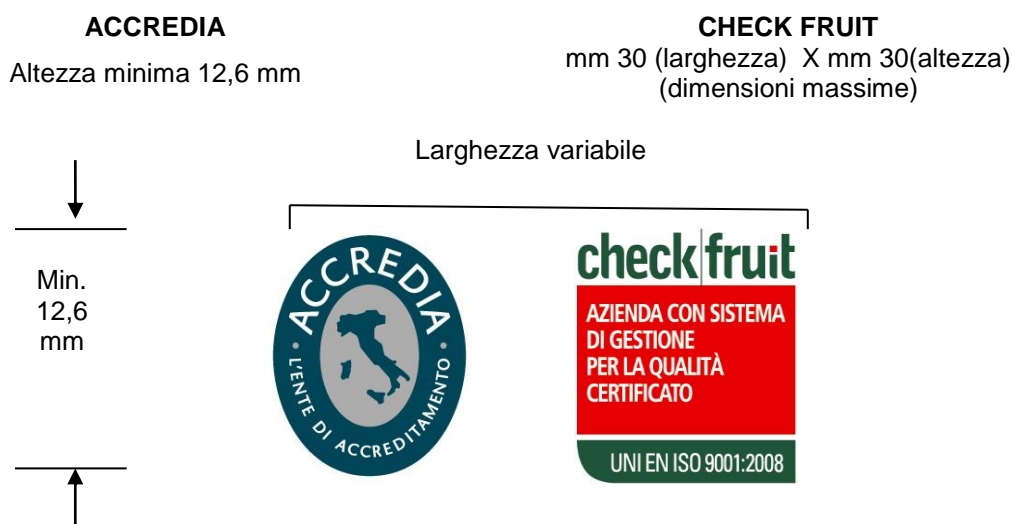 ACCREDIA
Altezza minima 12,6 mm
CHECK FRUIT
mm 30 (larghezza) X mm 30(altezza)
(dimensioni massime)
Larghezza variabile
Min.
12,6
mm
ACCREDIA
· L'ENTE DI ACCREDITAMENTO ·
check fruit
AZIENDA CON SISTEMA
DI GESTIONE
PER LA QUALITÀ
CERTIFICATO
UNI EN ISO 9001:2008